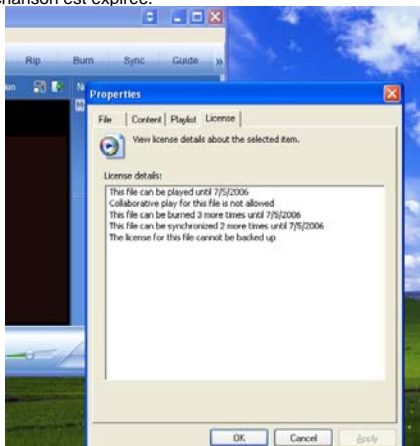 chanson est expirée.
Rip Burn Sync Guide »
Properties
File Content Playlist License
View license details about the selected item.
License details:
This file can be played until 7/5/2006
Collaborative play for this file is not allowed
This file can be burned 3 more times until 7/5/2006
This file can be synchronized 2 more times until 7/5/2006
The license for this file cannot be backed up
OK Cancel Apply